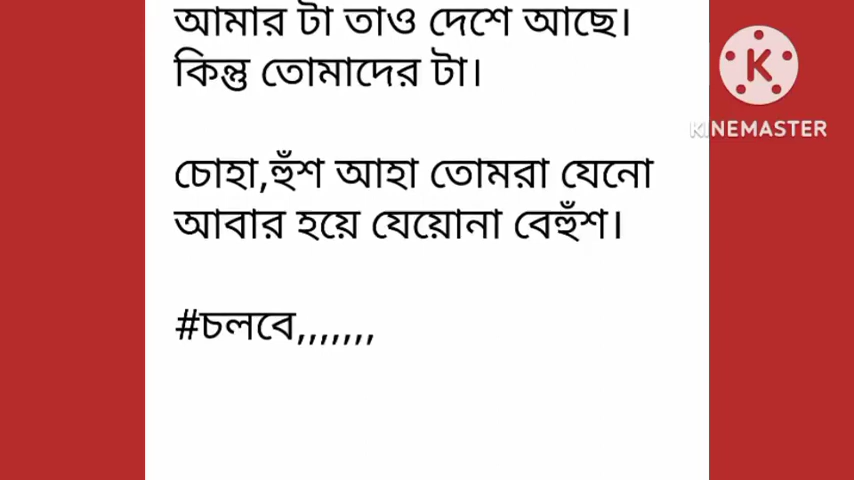 আমার টা তাও দেশে আছে।
কিন্তু তোমাদের টা।
চোহা,হুঁশ আহা তোমরা যেনো
আবার হয়ে যেয়োনা বেহুঁশ।
#চলবে,,,,,,,
K
KINEMASTER